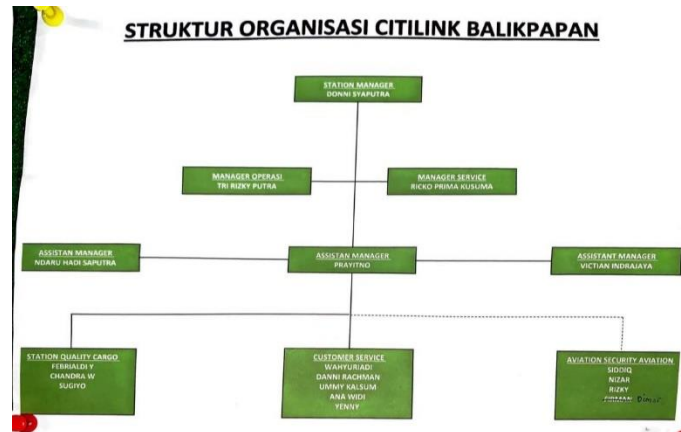 STRUKTUR ORGANISASI CITILINK BALIKPAPAN
STATION MANAGER
DONNI SYAPUTRA
MANAGER OPERASI
TRI RIZKY PUTRA
MANAGER SERVICE
RICKO PRIMA KUSUMA
ASSISTAN MANAGER
NDARU HADI SAPUTRA
ASSISTAN MANAGER
PRAYITNO
ASSISTANT MANAGER
VICTIAN INDRAJAYA
STATION QUALITY CARGO
FEBRIALDI Y
CHANDRA W
SUGIYO
CUSTOMER SERVICE
WAHYURIADI
DANNI RACHMAN
UMMY KALSUM
ANA WIDI
YENNY
AVIATION SECURITY AVIATION
SIDDIQ
NIZAR
RIZKY
FIRMAN